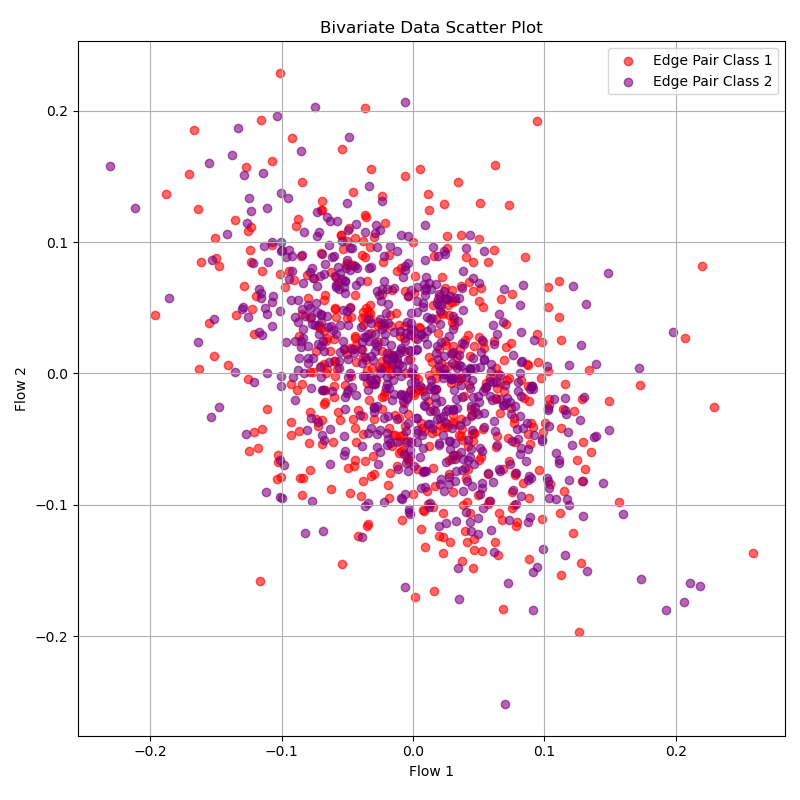 Bivariate Data Scatter Plot
Edge Pair Class 1
Edge Pair Class 2
0.2
0.1
0.0
−0.1
−0.2
Flow 2
−0.2
−0.1
0.0
0.1
0.2
Flow 1